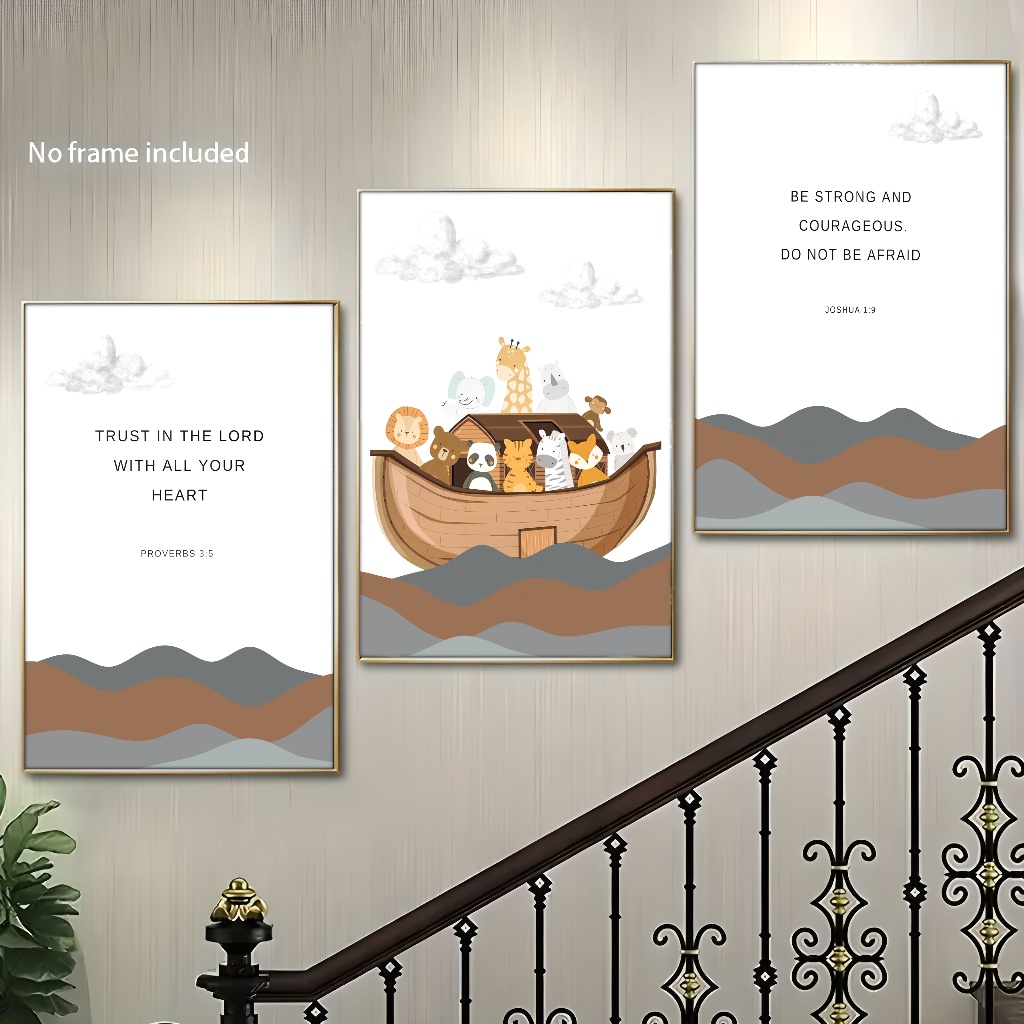 No frame included
TRUST IN THE LORD
WITH ALL YOUR
HEART
PROVERBS 3:5
BE STRONG AND
COURAGEOUS.
DO NOT BE AFRAID
JOSHUA 1:9